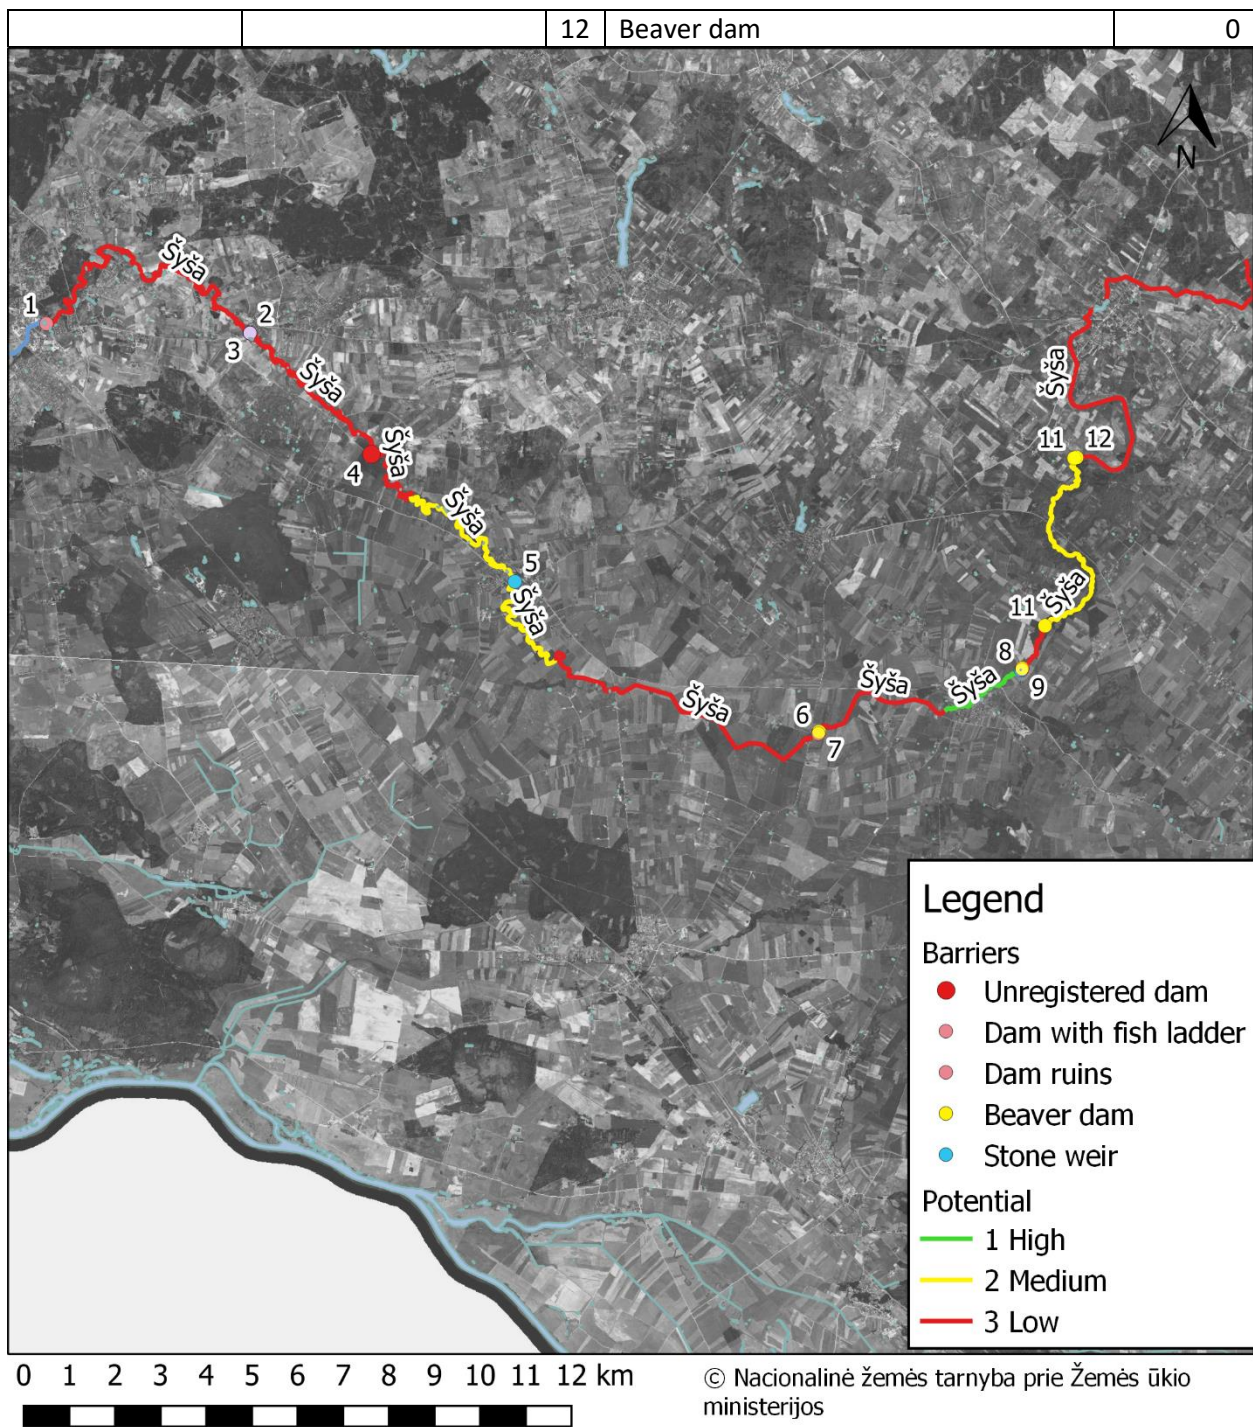 12 Beaver dam 0
N
Šyša
1
2
3
Šyša
Šyša
4
Šyša
11 12
Šyša
5
Šyša
Šyša
11
8
Šyša
Šyša
9
Šyša
6
7
Legend
Barriers
Unregistered dam
Dam with fish ladder
Dam ruins
Beaver dam
Stone weir
Potential
1 High
2 Medium
3 Low
0 1 2 3 4 5 6 7 8 9 10 11 12 km
© Nacionalinė žemės tarnyba prie Žemės ūkio
ministerijos